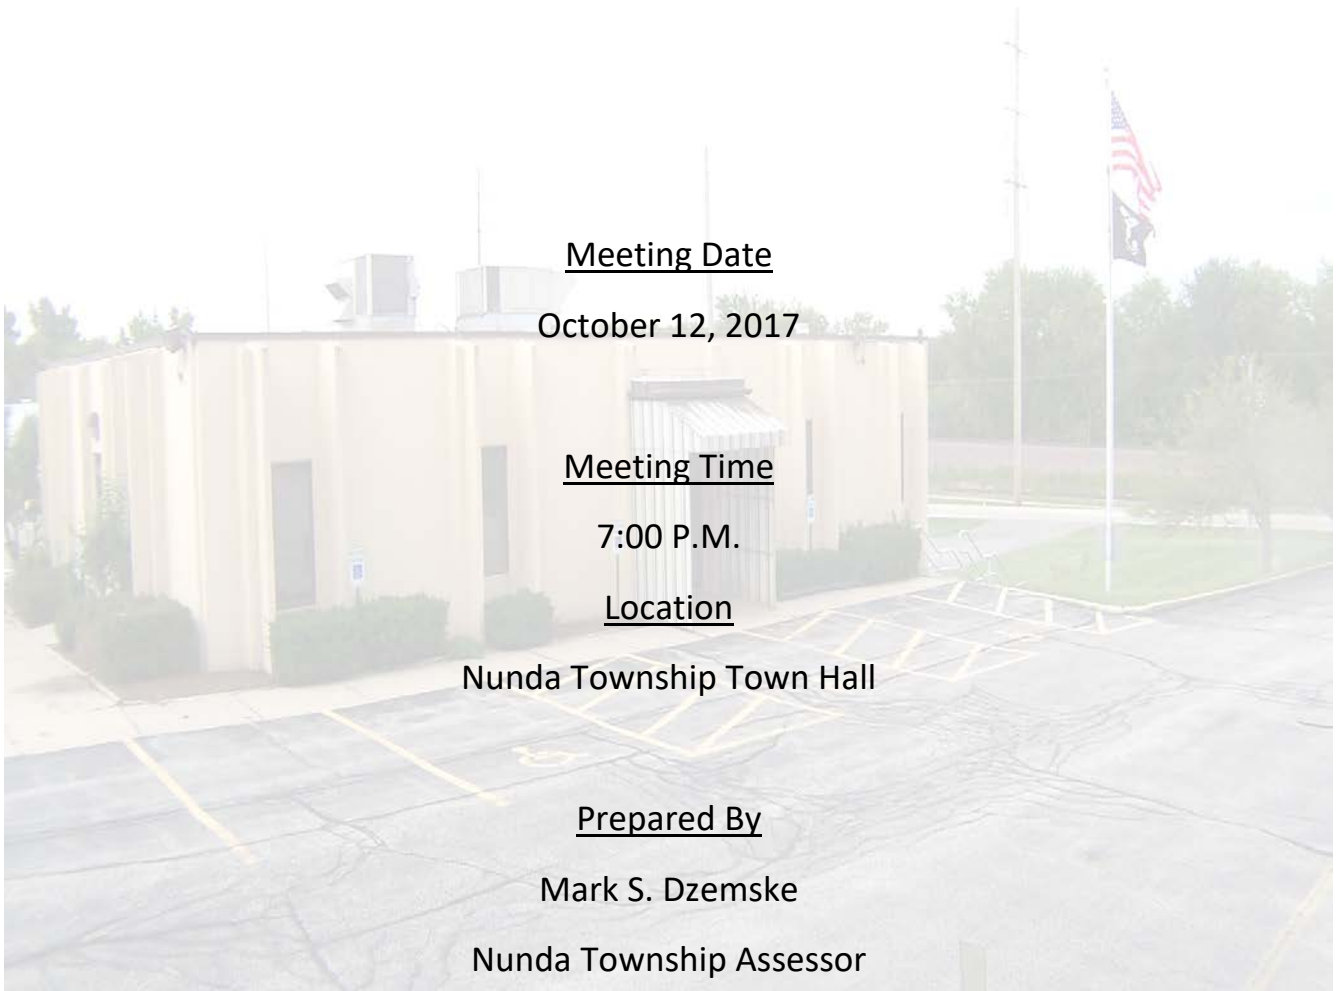 Meeting Date
October 12, 2017
Meeting Time
7:00 P.M.
Location
Nunda Township Town Hall
Prepared By
Mark S. Dzemske
Nunda Township Assessor